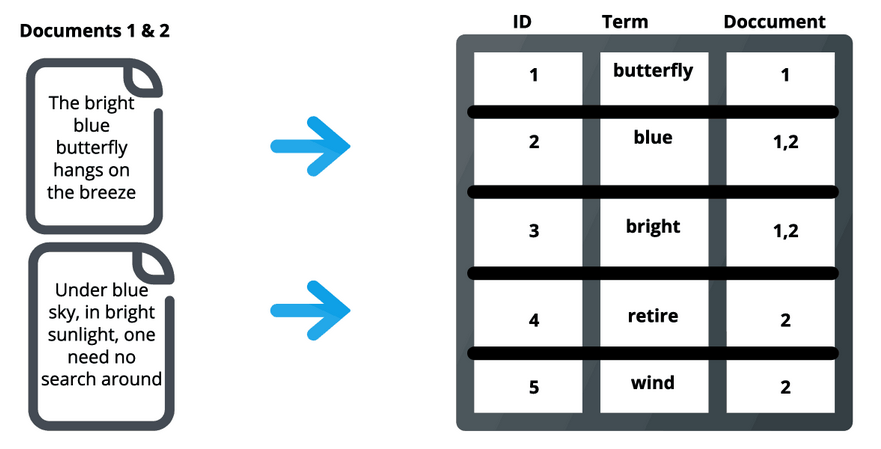 Documents 1 & 2
The bright
blue
butterfly
hangs on
the breeze
Under blue
sky, in bright
sunlight, one
need no
search around
ID Term Doccument
1 butterfly 1
2 blue 1,2
3 bright 1,2
4 retire 2
5 wind 2